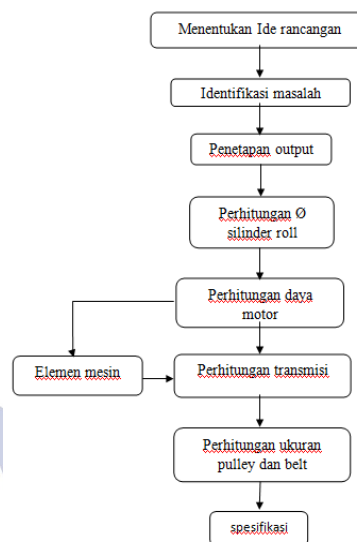 Menentukan Ide rancangan
Identifikasi masalah
Penetapan output
Perhitungan Ø
silinder roll
Perhitungan daya
motor
Elemen mesin
Perhitungan transmisi
Perhitungan ukuran
pulley dan belt
spesifikasi